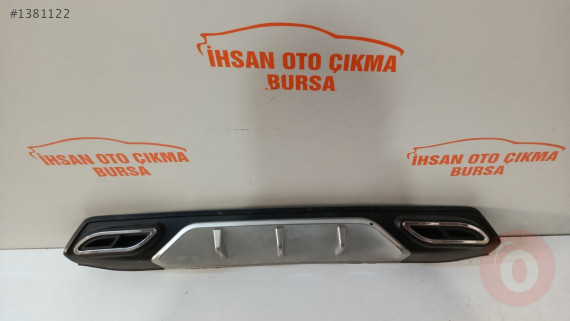 #1381122
İHSAN OTO ÇIKMA
BURSA
İHSAN OTO ÇIKMA
BURSA
İHSAN OTO ÇIKMA
BURSA